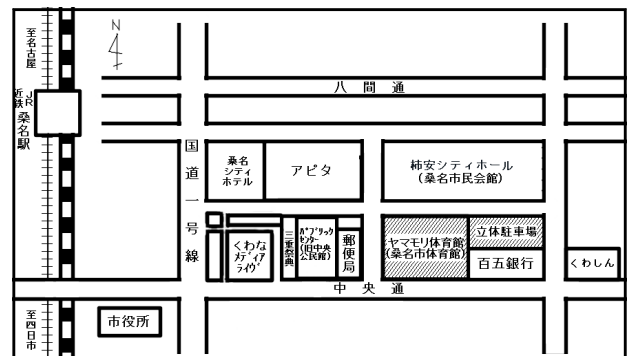 至名古屋
N
八間通
JR
近鉄
桑名駅
国道一号線
桑名
シティ
ホテル
アピタ
柿安シティホール
(桑名市民会館)
くわな
メディア
ライヴ
三重祭典
パブリック
センター
(旧中央
公民館)
郵便局
ヤマモリ体育館
(桑名市体育館)
立体駐車場
百五銀行
くわしん
中央通
至四日市
市役所